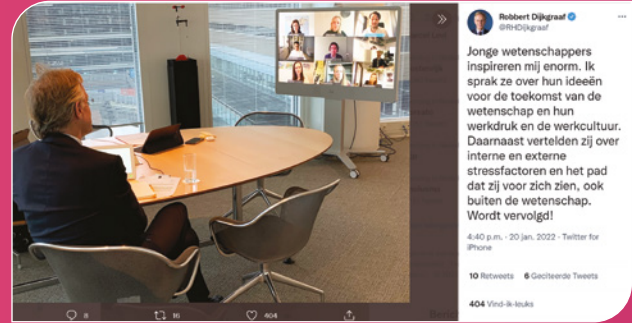 Robbert Dijkgraaf
@RHDijkgraaf
Jonge wetenschappers
inspireren mij enorm. Ik
sprak ze over hun ideeën
voor de toekomst van de
wetenschap en hun
werkdruk en de werkcultuur.
Daarnaast vertelden zij over
interne en externe
stressfactoren en het pad
dat zij voor zich zien, ook
buiten de wetenschap.
Wordt vervolgd!
4:40 p.m. · 20 jan. 2022 · Twitter for
iPhone
10 Retweets 6 Geciteerde Tweets
404 Vind-ik-leuks
8 16 404